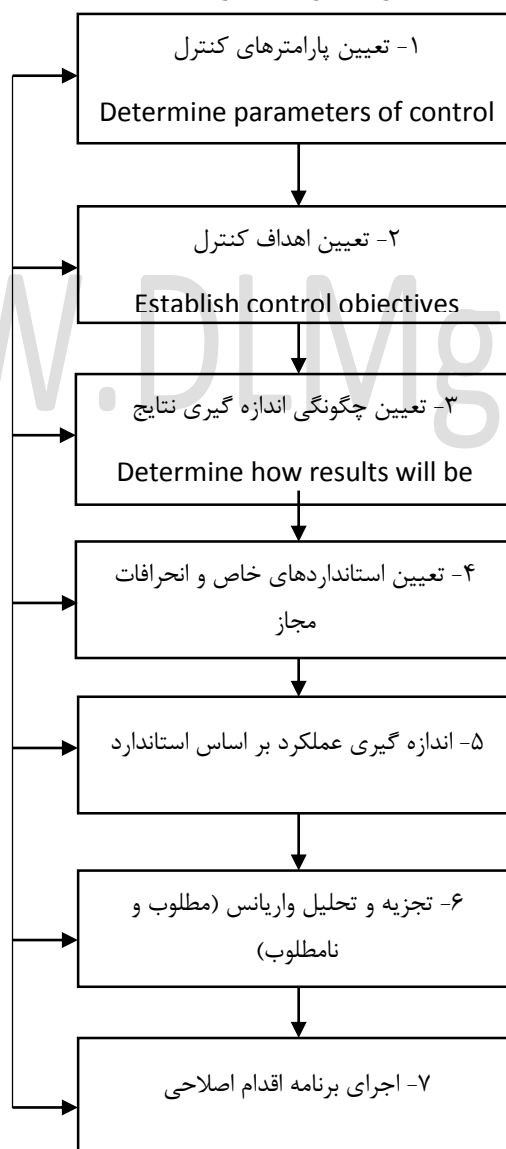 ۱- تعیین پارامترهای کنترل
Determine parameters of control
۲- تعیین اهداف کنترل
Establish control objectives
W.DLMg
۳- تعیین چگونگی اندازه گیری نتایج
Determine how results will be
۴- تعیین استانداردهای خاص و انحرافات
مجاز
۵- اندازه گیری عملکرد بر اساس استاندارد
۶- تجزیه و تحلیل واریانس (مطلوب و
نامطلوب)
۷- اجرای برنامه اقدام اصلاحی